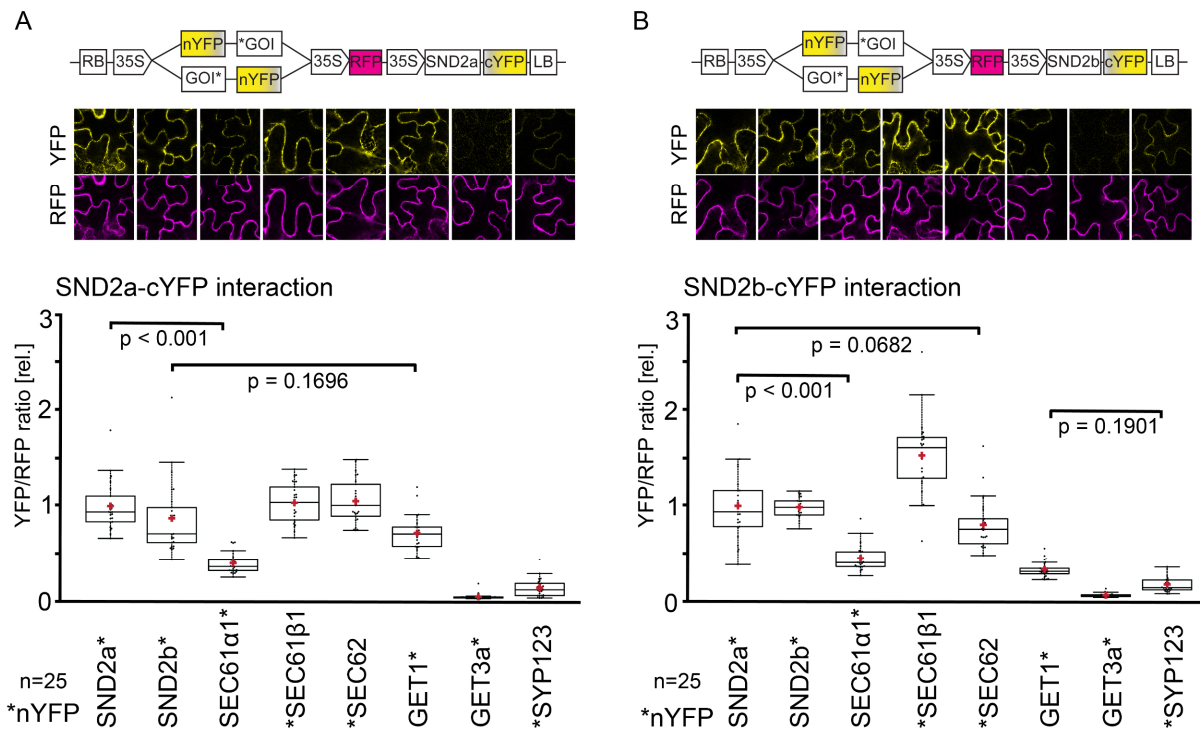 A
nYFP *GOI
RB 35S 35S RFP 35S SND2a cYFP LB
GOI* nYFP
YFP
RFP
SND2a-cYFP interaction
YFP/RFP ratio [rel.]
3
2
1
0
p < 0.001
p = 0.1696
SND2a*
SND2b*
SEC61α1*
*SEC61β1
*SEC62
GET1*
GET3a*
*SYP123
n=25
*nYFP
B
nYFP *GOI
RB 35S 35S RFP 35S SND2b cYFP LB
GOI* nYFP
YFP
RFP
SND2b-cYFP interaction
YFP/RFP ratio [rel.]
3
2
1
0
p = 0.0682
p < 0.001
p = 0.1901
SND2a*
SND2b*
SEC61α1*
*SEC61β1
*SEC62
GET1*
GET3a*
*SYP123
n=25
*nYFP